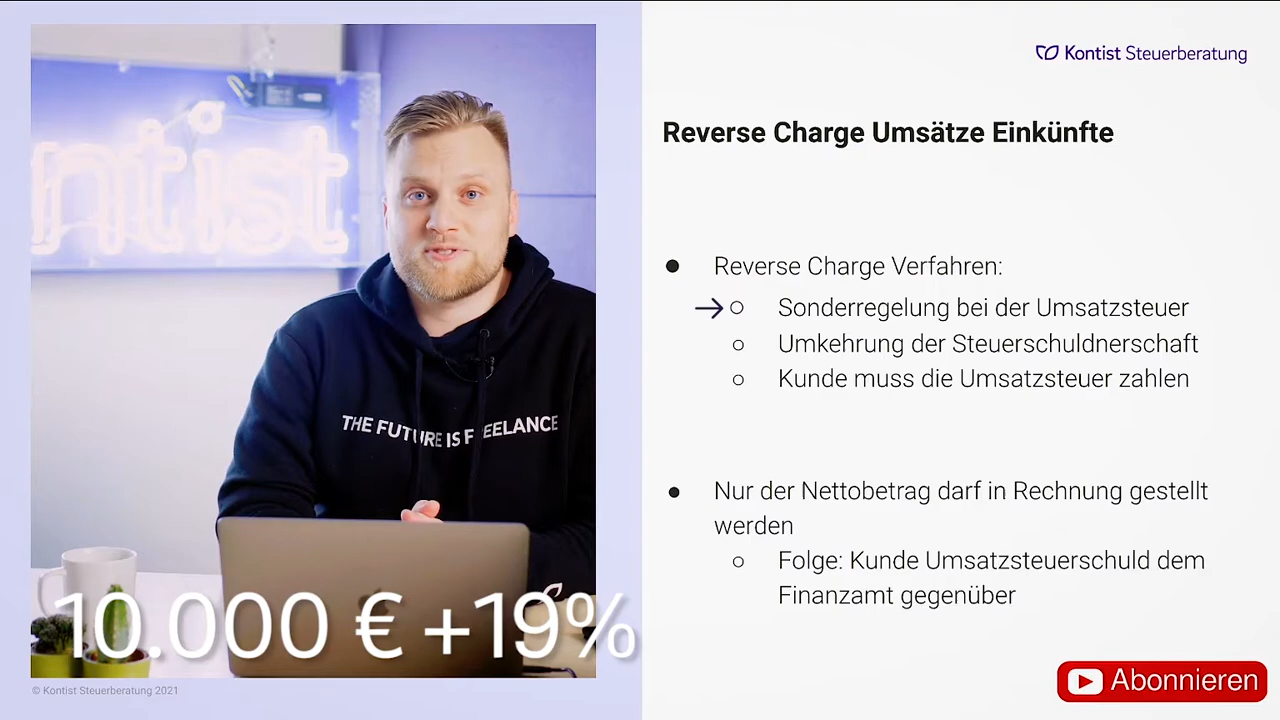 Kontist Steuerberatung
Reverse Charge Umsätze Einkünfte
Reverse Charge Verfahren:
Sonderregelung bei der Umsatzsteuer
Umkehrung der Steuerschuldnerschaft
Kunde muss die Umsatzsteuer zahlen
Nur der Nettobetrag darf in Rechnung gestellt
werden
Folge: Kunde Umsatzsteuerschuld dem
Finanzamt gegenüber
ntist
THE FUTURE IS F EELANCE
10.000 € +19%
© Kontist Steuerberatung 2021
Abonnieren